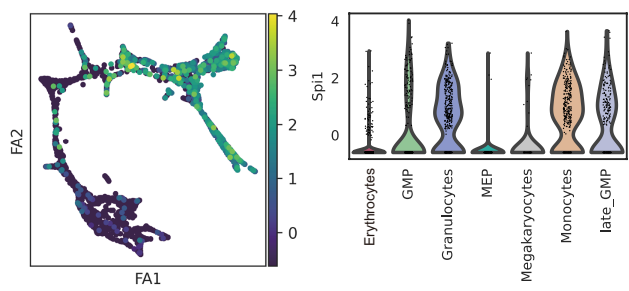 FA2
FA1
4
3
2
1
0
Spi1
4
2
0
Erythrocytes
GMP
Granulocytes
MEP
Megakaryocytes
Monocytes
late_GMP